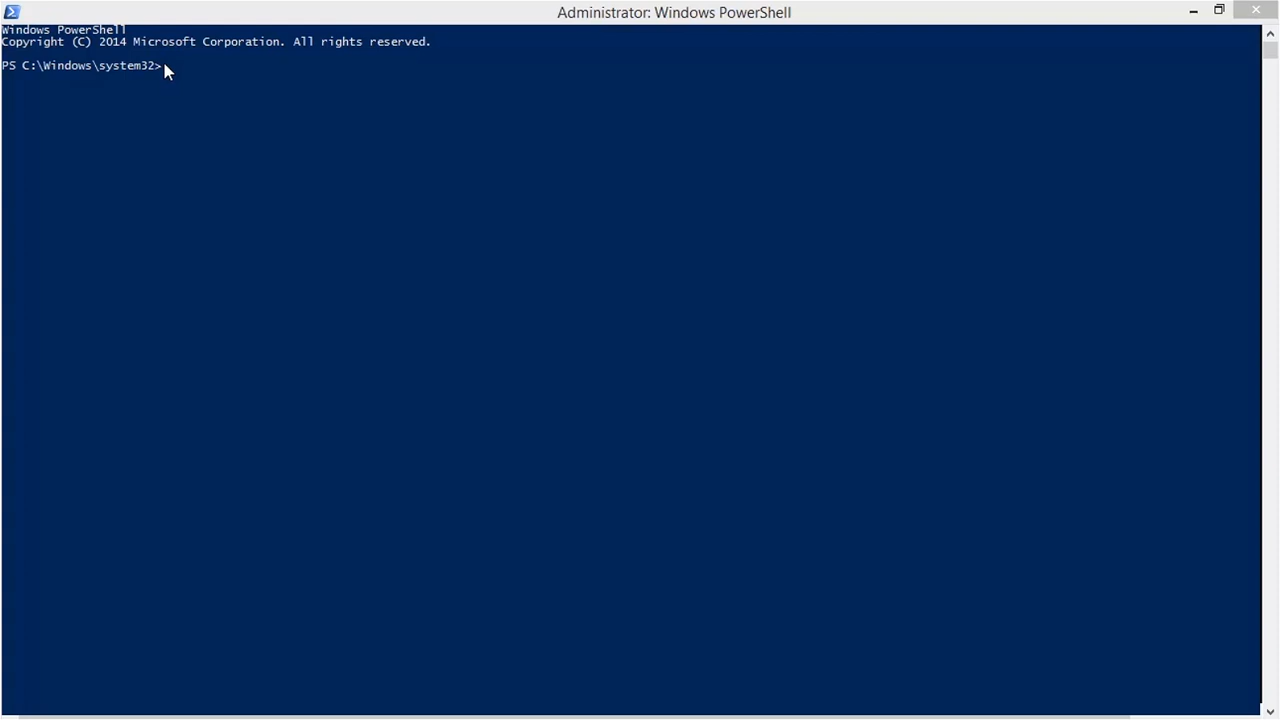 Administrator: Windows PowerShell
Windows PowerShell
Copyright (C) 2014 Microsoft Corporation. All rights reserved.
PS C:\Windows\system32>